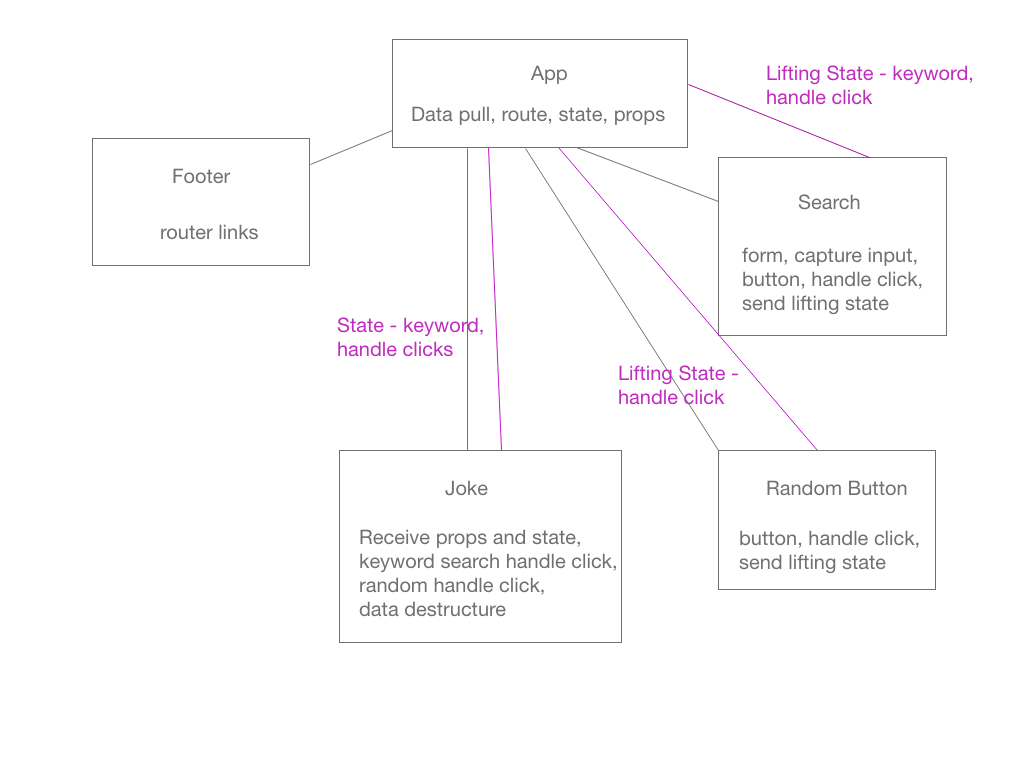 App
Data pull, route, state, props
Lifting State - keyword,
handle click
Footer
router links
Search
form, capture input,
button, handle click,
send lifting state
State - keyword,
handle clicks
Lifting State -
handle click
Joke
Receive props and state,
keyword search handle click,
random handle click,
data destructure
Random Button
button, handle click,
send lifting state